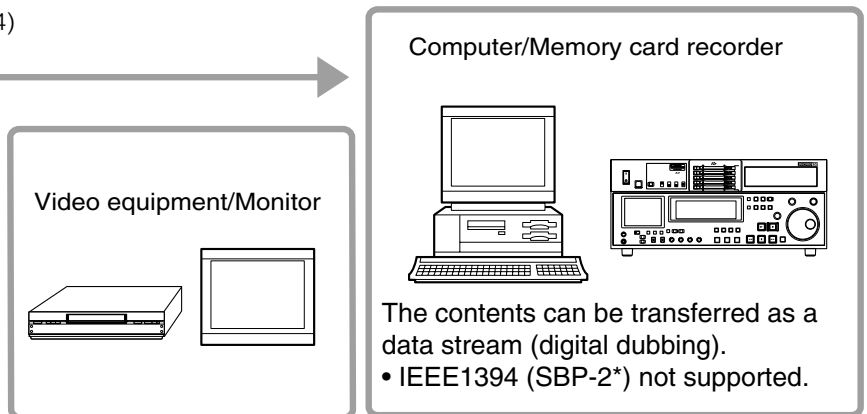 4)
Computer/Memory card recorder
Video equipment/Monitor
The contents can be transferred as a
data stream (digital dubbing).
• IEEE1394 (SBP-2*) not supported.